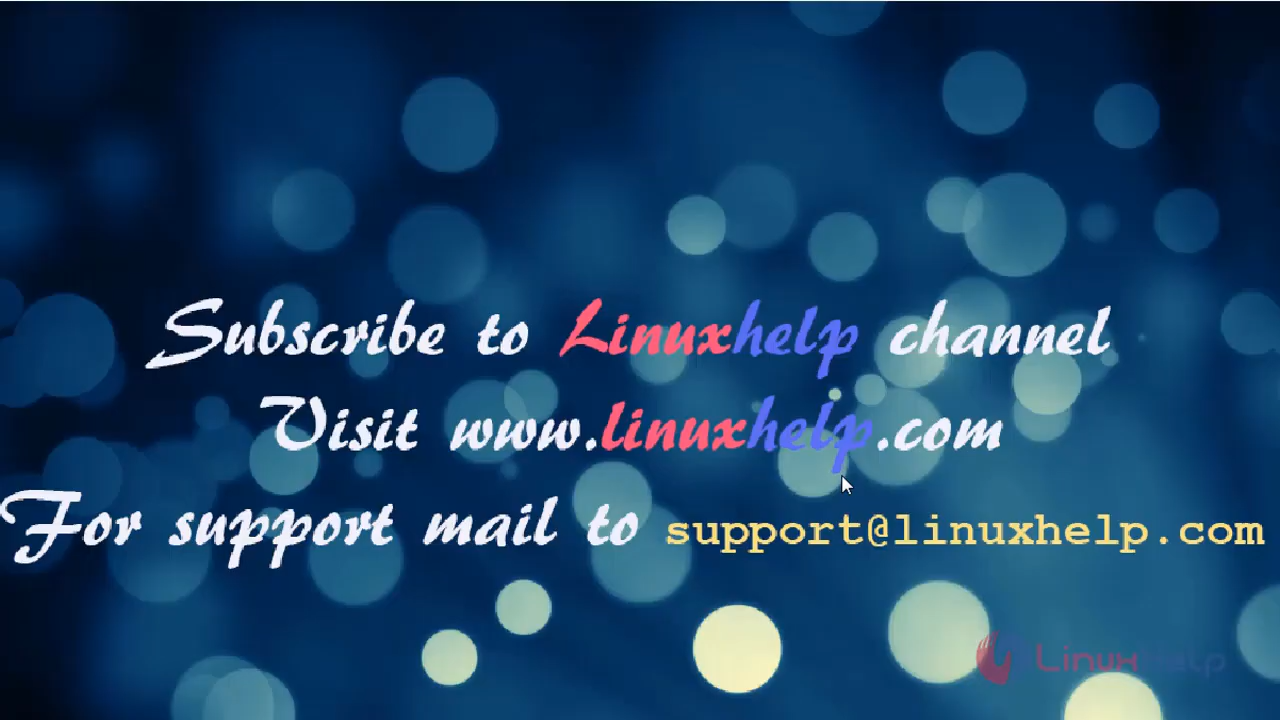 Subscribe to Linuxhelp channel
Visit www.linuxhelp.com
For support mail to support@linuxhelp.com
LinuxHelp